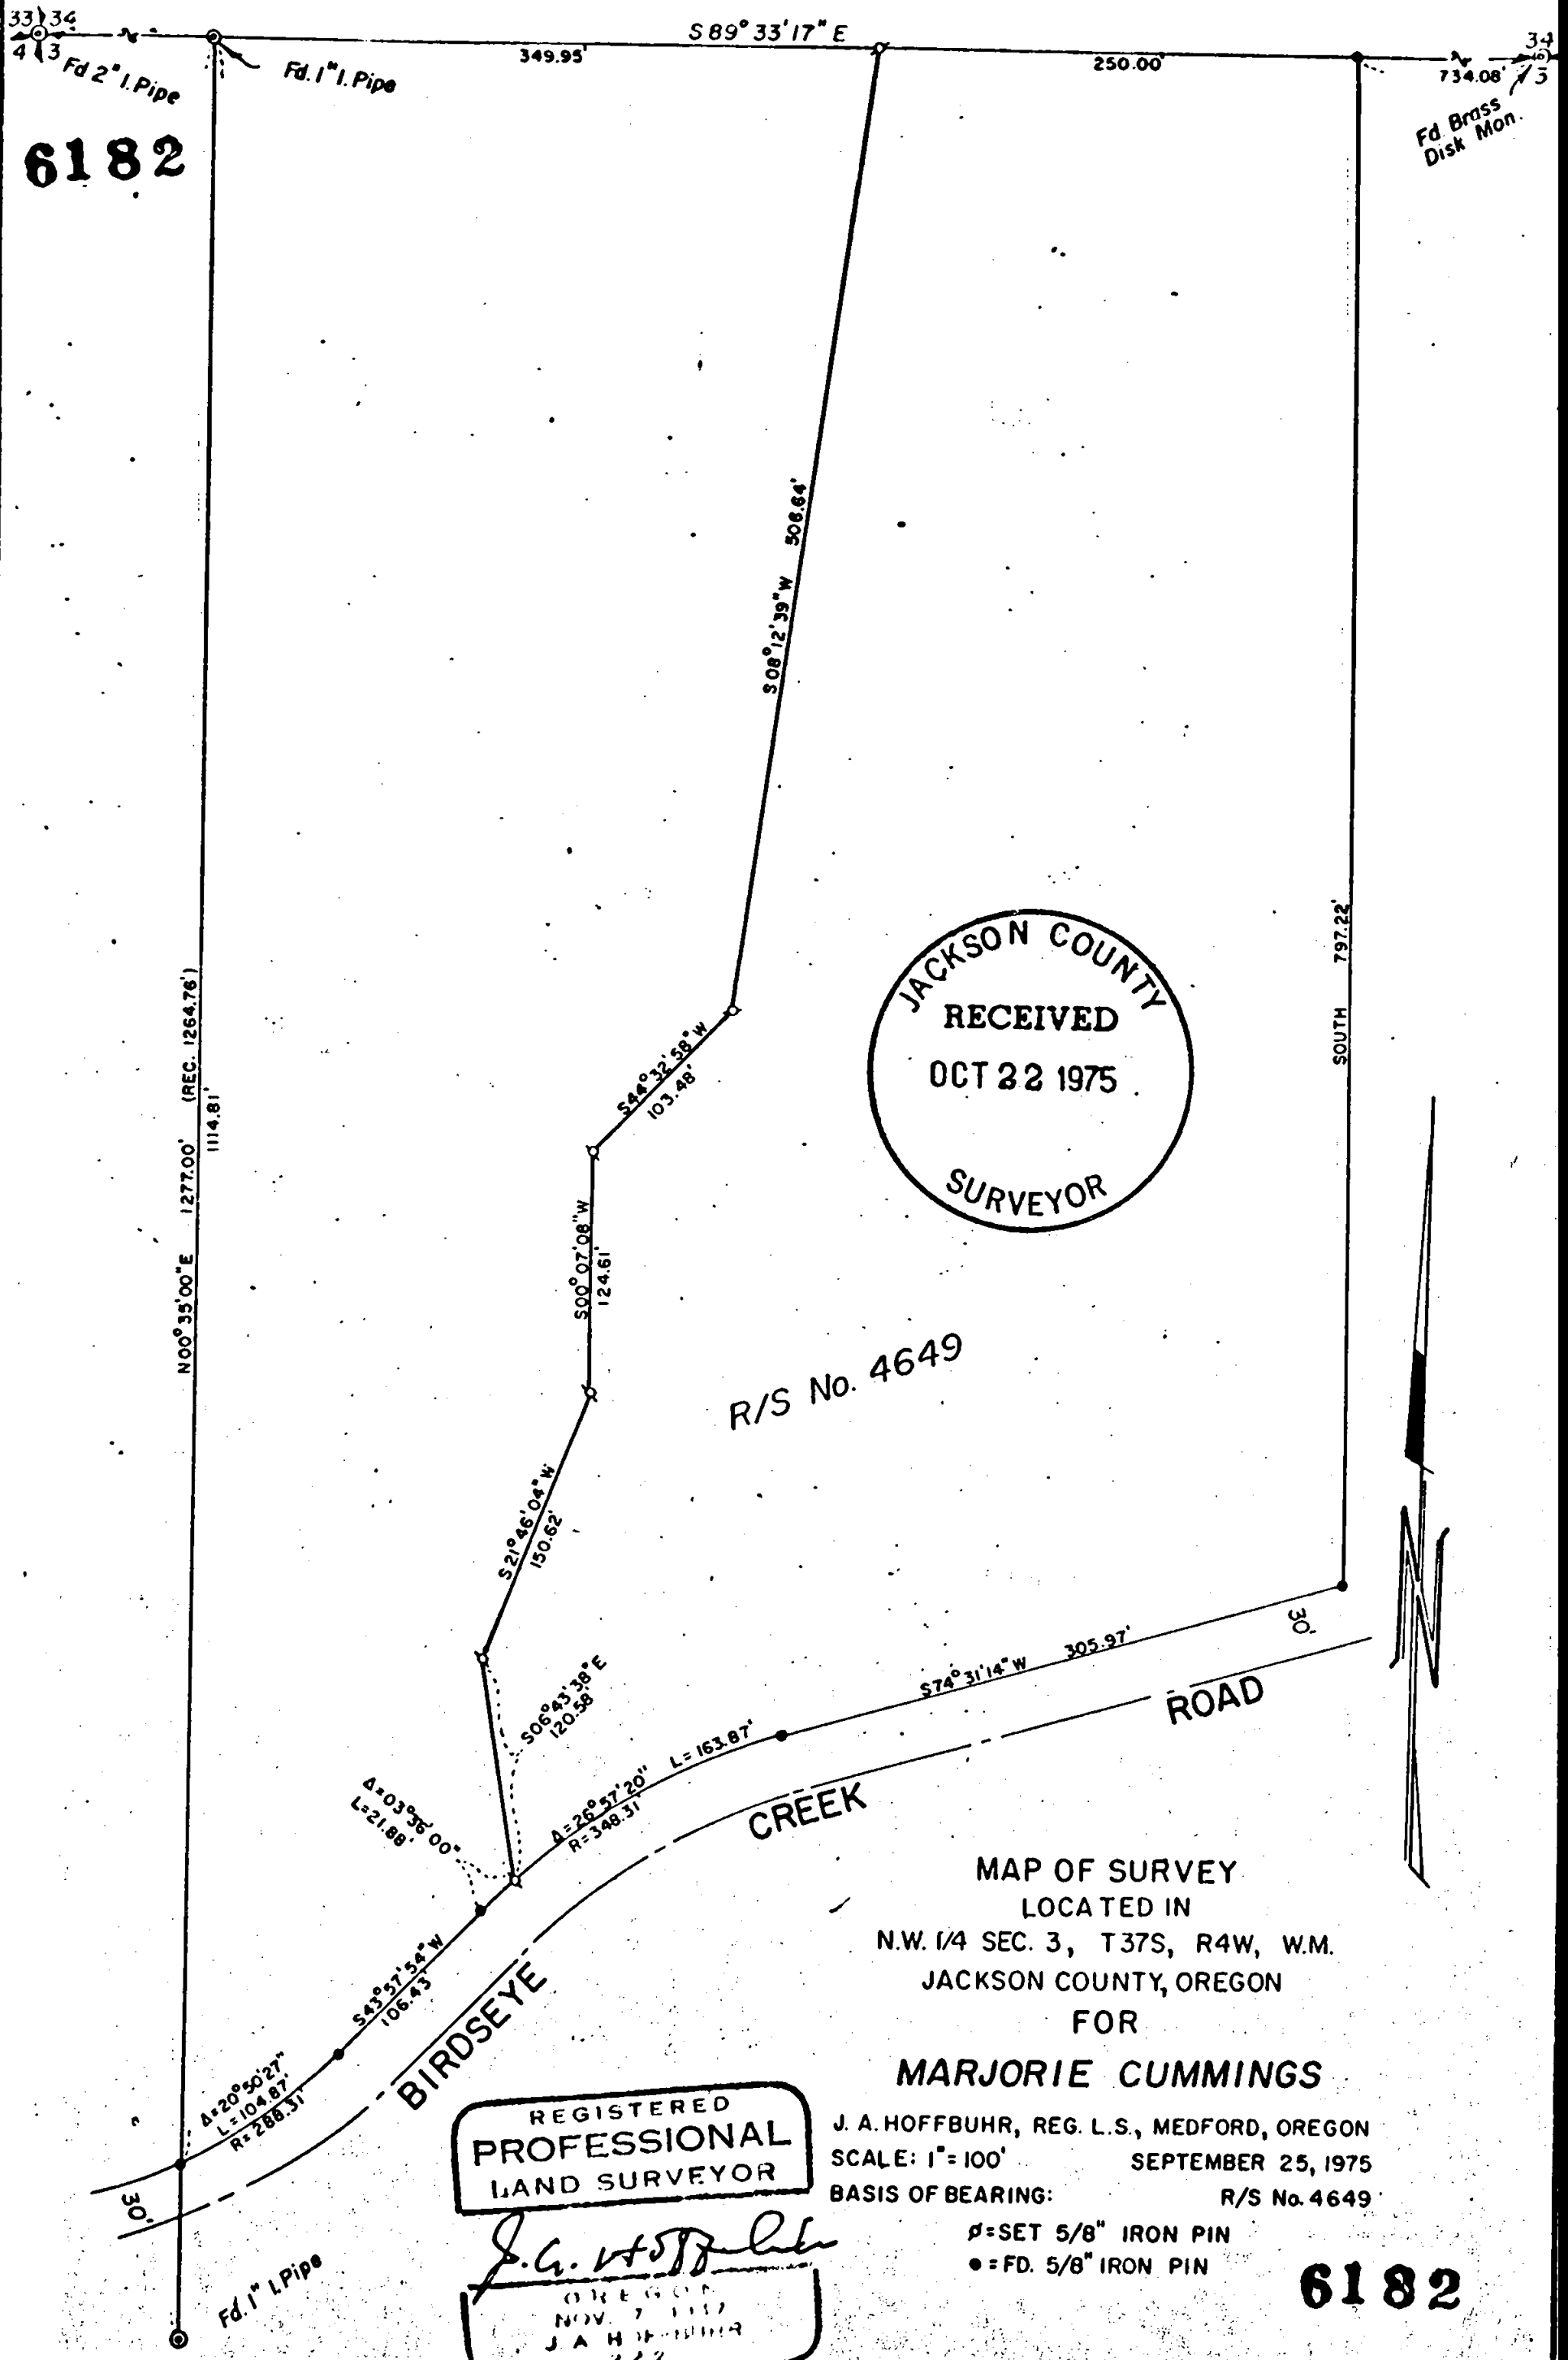 33 34
4 3
Fd 2" I. Pipe
Fd. 1" I. Pipe
S 89° 33' 17" E
349.95'
250.00'
734.08'
34
3
Fd. Brass
Disk Mon.
6182
S08° 12' 39" W 506.64'
N00° 35' 00" E 1277.00' (REC. 1264.76')
1114.81'
SOUTH 797.22'
JACKSON COUNTY
RECEIVED
OCT 22 1975
SURVEYOR
S44° 32' 58" W
103.48'
S00° 07' 08" W
124.61'
R/S No. 4649
S21° 46' 04" W
150.62'
S06° 43' 38" E
120.58'
S74° 31' 14" W 305.97'
30'
Δ=26° 57' 20" L=163.87'
R=348.31'
Δ=03° 36' 00"
L=21.88'
S43° 57' 54" W
106.43'
Δ=20° 50' 27"
L=104.87'
R=288.31'
BIRDSEYE CREEK ROAD
30'
Fd. 1" I. Pipe
N
MAP OF SURVEY
LOCATED IN
N.W. 1/4 SEC. 3, T37S, R4W, W.M.
JACKSON COUNTY, OREGON
FOR
MARJORIE CUMMINGS
J. A. HOFFBUHR, REG. L.S., MEDFORD, OREGON
SCALE: 1" = 100' SEPTEMBER 25, 1975
BASIS OF BEARING: R/S No. 4649
ø = SET 5/8" IRON PIN
● = FD. 5/8" IRON PIN
6182
REGISTERED
PROFESSIONAL
LAND SURVEYOR
J. A. Hoffbuhr
OREGON
NOV. 7
J. A. HOFFBUHR